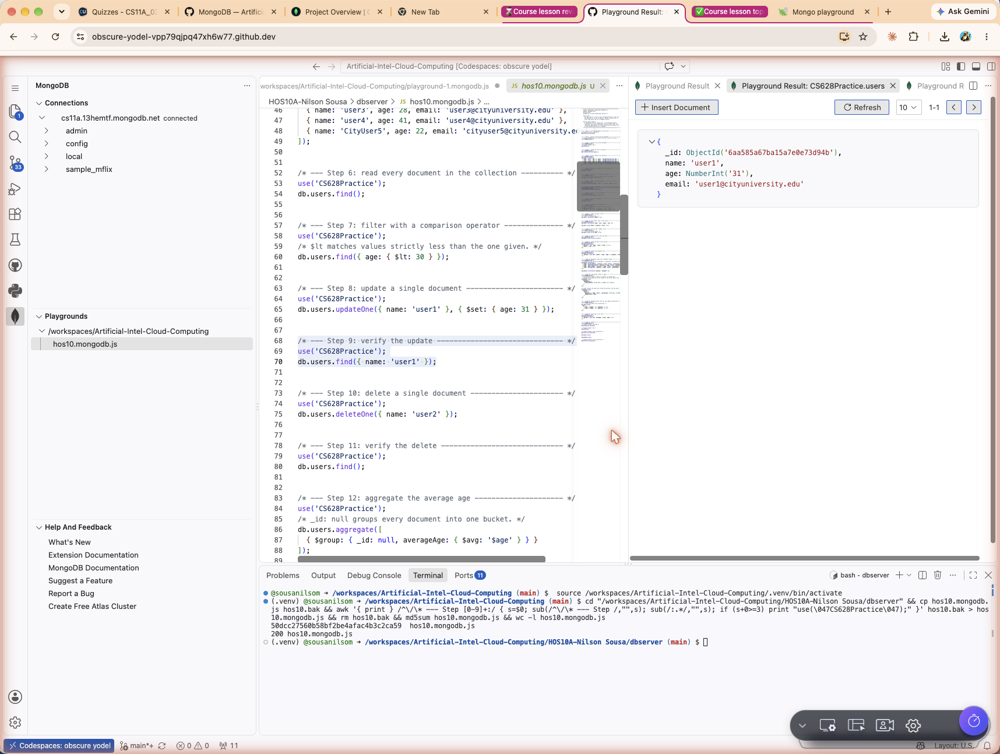 Quizzes - CS11A_02
MongoDB — Artific
Project Overview |
New Tab
⌛Course lesson rev
Playground Result:
✅Course lesson top
Mongo playground
Ask Gemini
obscure-yodel-vpp79qjpq47xh6w77.github.dev
Artificial-Intel-Cloud-Computing [Codespaces: obscure yodel]
MongoDB
Connections
cs11a.13hemtf.mongodb.net connected
admin
config
local
sample_mflix
Playgrounds
/workspaces/Artificial-Intel-Cloud-Computing
hos10.mongodb.js
Help And Feedback
What's New
Extension Documentation
MongoDB Documentation
Suggest a Feature
Report a Bug
Create Free Atlas Cluster
1
33
workspaces/Artificial-Intel-Cloud-Computing/playground-1.mongodb.js
JS hos10.mongodb.js U
HOS10A-Nilson Sousa > dbserver > JS hos10.mongodb.js > ...
46 { name: 'user3', age: 28, email: 'user3@cityuniversity.edu' },
47 { name: 'user4', age: 41, email: 'user4@cityuniversity.edu' },
48 { name: 'CityUser5', age: 22, email: 'cityuser5@cityuniversity.e
49 ]);
50
51
52 /* --- Step 6: read every document in the collection ---------- */
53 use('CS628Practice');
54 db.users.find();
55
56
57 /* --- Step 7: filter with a comparison operator -------------- */
58 use('CS628Practice');
59 /* $lt matches values strictly less than the one given. */
60 db.users.find({ age: { $lt: 30 } });
61
62
63 /* --- Step 8: update a single document ----------------------- */
64 use('CS628Practice');
65 db.users.updateOne({ name: 'user1' }, { $set: { age: 31 } });
66
67
68 /* --- Step 9: verify the update ------------------------------ */
69 use('CS628Practice');
70 db.users.find({ name: 'user1' });
71
72
73 /* --- Step 10: delete a single document ---------------------- */
74 use('CS628Practice');
75 db.users.deleteOne({ name: 'user2' });
76
77
78 /* --- Step 11: verify the delete ----------------------------- */
79 use('CS628Practice');
80 db.users.find();
81
82
83 /* --- Step 12: aggregate the average age --------------------- */
84 use('CS628Practice');
85 /* _id: null groups every document into one bucket. */
86 db.users.aggregate([
87 { $group: { _id: null, averageAge: { $avg: '$age' } } }
88 ]);
89
Playground Result
Playground Result: CS628Practice.users
Playground R
Insert Document
Refresh
10
1-1
{
_id: ObjectId('6aa585a67ba15a7e0e73d94b'),
name: 'user1',
age: NumberInt('31'),
email: 'user1@cityuniversity.edu'
}
Problems
Output
Debug Console
Terminal
Ports 11
bash - dbserver
@sousanilsom → /workspaces/Artificial-Intel-Cloud-Computing (main) $ source /workspaces/Artificial-Intel-Cloud-Computing/.venv/bin/activate
(.venv) @sousanilsom → /workspaces/Artificial-Intel-Cloud-Computing (main) $ cd "/workspaces/Artificial-Intel-Cloud-Computing/HOS10A-Nilson Sousa/dbserver" && cp hos10.mongodb.
js hos10.bak && awk '{ print } /^\/\* --- Step [0-9]+:/ { s=$0; sub(/^\/\* --- Step /,"",s); sub(/:.*/,"",s); if (s+0>=3) print "use(\047CS628Practice\047);" }' hos10.bak > hos
10.mongodb.js && rm hos10.bak && md5sum hos10.mongodb.js && wc -l hos10.mongodb.js
50dcc27560b58bf2be4afac4b3c2ca59 hos10.mongodb.js
200 hos10.mongodb.js
(.venv) @sousanilsom → /workspaces/Artificial-Intel-Cloud-Computing/HOS10A-Nilson Sousa/dbserver (main) $
Codespaces: obscure yodel
main*+
0
0
11
Layout: U.S.